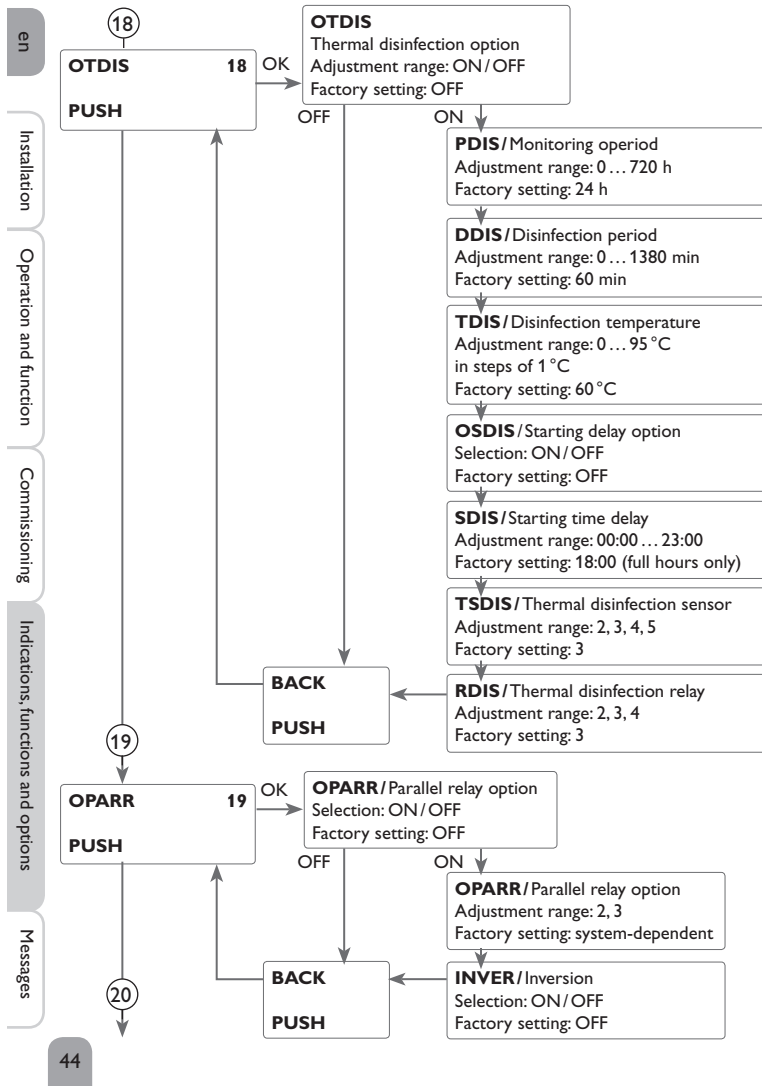 en
Installation
Operation and function
Commissioning
Indications, functions and options
Messages
18
OTDIS 18
PUSH
OK
OTDIS
Thermal disinfection option
Adjustment range: ON / OFF
Factory setting: OFF
OFF
ON
PDIS / Monitoring operiod
Adjustment range: 0 … 720 h
Factory setting: 24 h
DDIS / Disinfection period
Adjustment range: 0 … 1380 min
Factory setting: 60 min
TDIS / Disinfection temperature
Adjustment range: 0 … 95 °C
in steps of 1 °C
Factory setting: 60 °C
OSDIS / Starting delay option
Selection: ON / OFF
Factory setting: OFF
SDIS / Starting time delay
Adjustment range: 00:00 … 23:00
Factory setting: 18:00 (full hours only)
TSDIS / Thermal disinfection sensor
Adjustment range: 2, 3, 4, 5
Factory setting: 3
RDIS / Thermal disinfection relay
Adjustment range: 2, 3, 4
Factory setting: 3
BACK
PUSH
19
OPARR 19
PUSH
OK
OPARR / Parallel relay option
Selection: ON / OFF
Factory setting: OFF
OFF
ON
OPARR / Parallel relay option
Adjustment range: 2, 3
Factory setting: system-dependent
INVER / Inversion
Selection: ON / OFF
Factory setting: OFF
BACK
PUSH
20
44